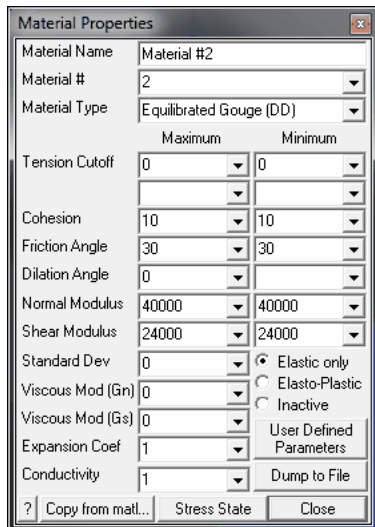 Material Properties
Material Name Material #2
Material # 2
Material Type Equilibrated Gouge (DD)
Maximum Minimum
Tension Cutoff 0 0
Cohesion 10 10
Friction Angle 30 30
Dilation Angle 0
Normal Modulus 40000 40000
Shear Modulus 24000 24000
Standard Dev 0 Elastic only
Viscous Mod (Gn) 0 Elasto-Plastic
Viscous Mod (Gs) 0 Inactive
Expansion Coef 1 User Defined Parameters
Conductivity 1 Dump to File
? Copy from matl... Stress State Close